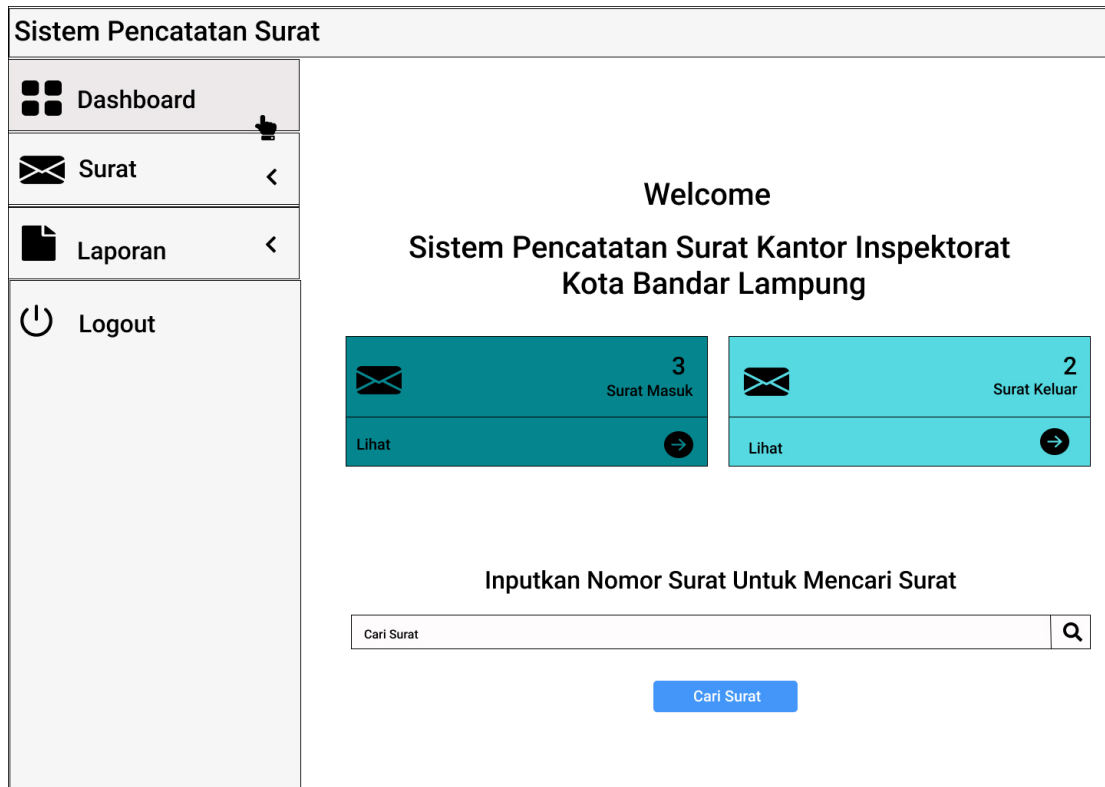 Sistem Pencatatan Surat
Dashboard
Surat
Laporan
Logout
Welcome
Sistem Pencatatan Surat Kantor Inspektorat
Kota Bandar Lampung
3
Surat Masuk
Lihat
2
Surat Keluar
Lihat
Inputkan Nomor Surat Untuk Mencari Surat
Cari Surat
Cari Surat